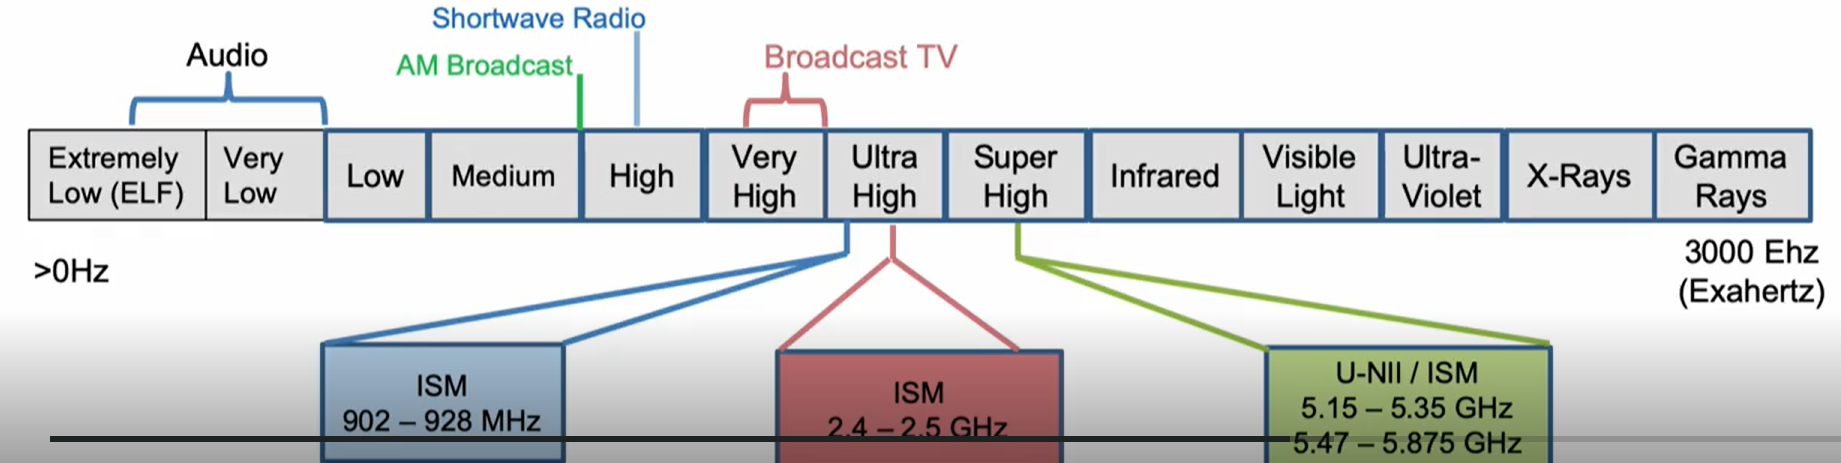 Shortwave Radio
Audio
AM Broadcast
Broadcast TV
Extremely
Low (ELF)
Very
Low
Low
Medium
High
Very
High
Ultra
High
Super
High
Infrared
Visible
Light
Ultra-
Violet
X-Rays
Gamma
Rays
>0Hz
3000 Ehz
(Exahertz)
ISM
902 – 928 MHz
ISM
2.4 – 2.5 GHz
U-NII / ISM
5.15 – 5.35 GHz
5.47 – 5.875 GHz